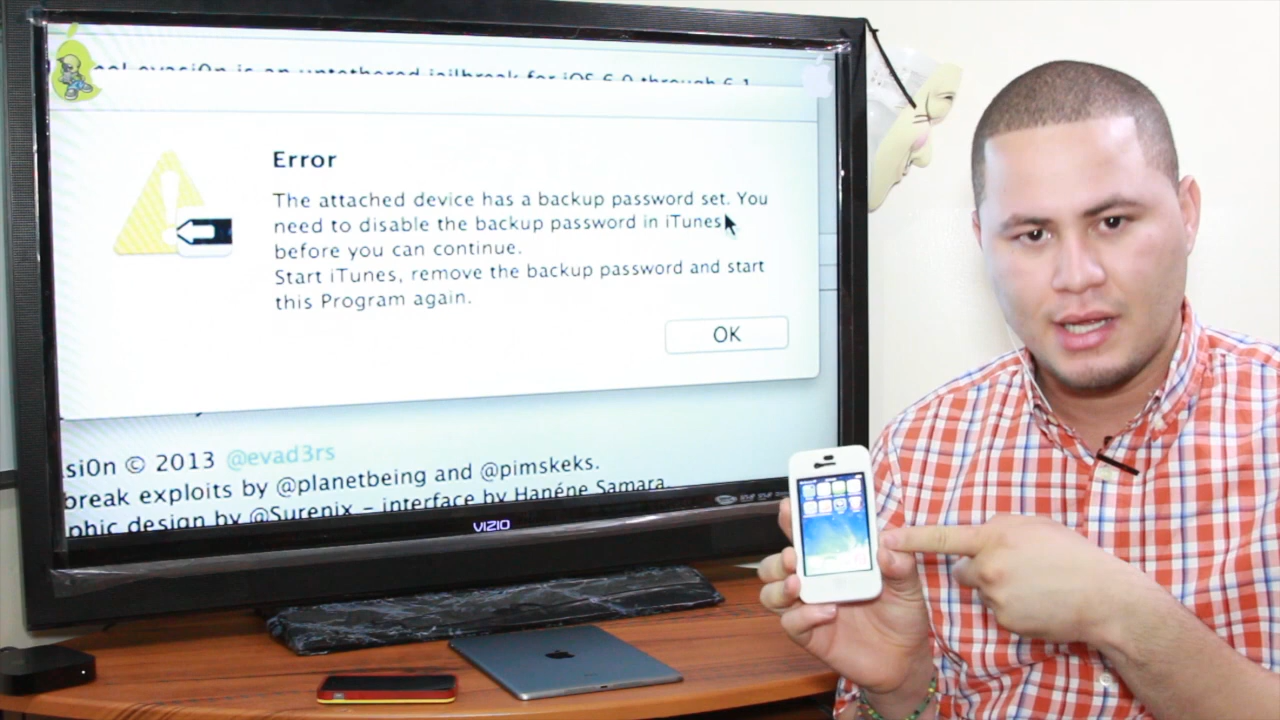 evasi0n is an untethered jailbreak for iOS 6.0 through 6.1
Error
The attached device has a backup password set. You
need to disable the backup password in iTunes
before you can continue.
Start iTunes, remove the backup password and start
this Program again.
OK
si0n © 2013 @evad3rs
break exploits by @planetbeing and @pimskeks.
phic design by @Surenix – interface by Hanéne Samara
VIZIO